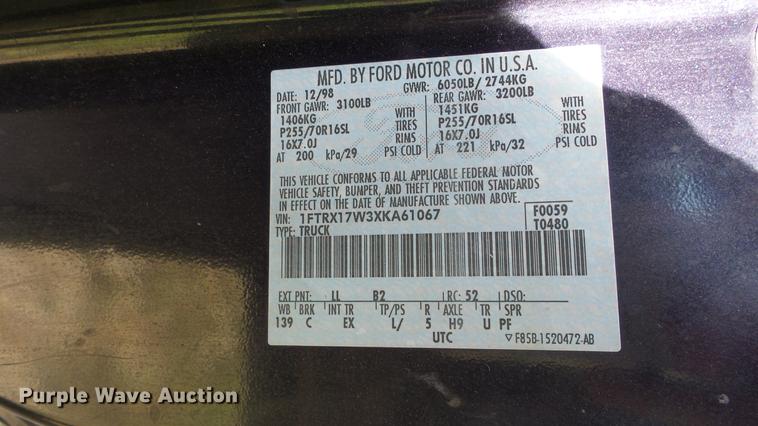 MFD. BY FORD MOTOR CO. IN U.S.A.
DATE: 12/98 GVWR: 6050LB/ 2744KG
FRONT GAWR: 3100LB REAR GAWR: 3200LB
1406KG WITH 1451KG WITH
P255/70R16SL TIRES P255/70R16SL TIRES
16X7.0J RIMS 16X7.0J RIMS
AT 200 kPa/29 PSI COLD AT 221 kPa/32 PSI COLD
THIS VEHICLE CONFORMS TO ALL APPLICABLE FEDERAL MOTOR
VEHICLE SAFETY, BUMPER, AND THEFT PREVENTION STANDARDS
IN EFFECT ON THE DATE OF MANUFACTURE SHOWN ABOVE.
VIN: 1FTRX17W3XKA61067 F0059
TYPE: TRUCK T0480
EXT PNT: LL B2 RC: 52 DSO:
WB BRK INT TR TP/PS R AXLE TR SPR
139 C EX L/ 5 H9 U PF
UTC ▽ F85B-1520472-AB
Purple Wave Auction